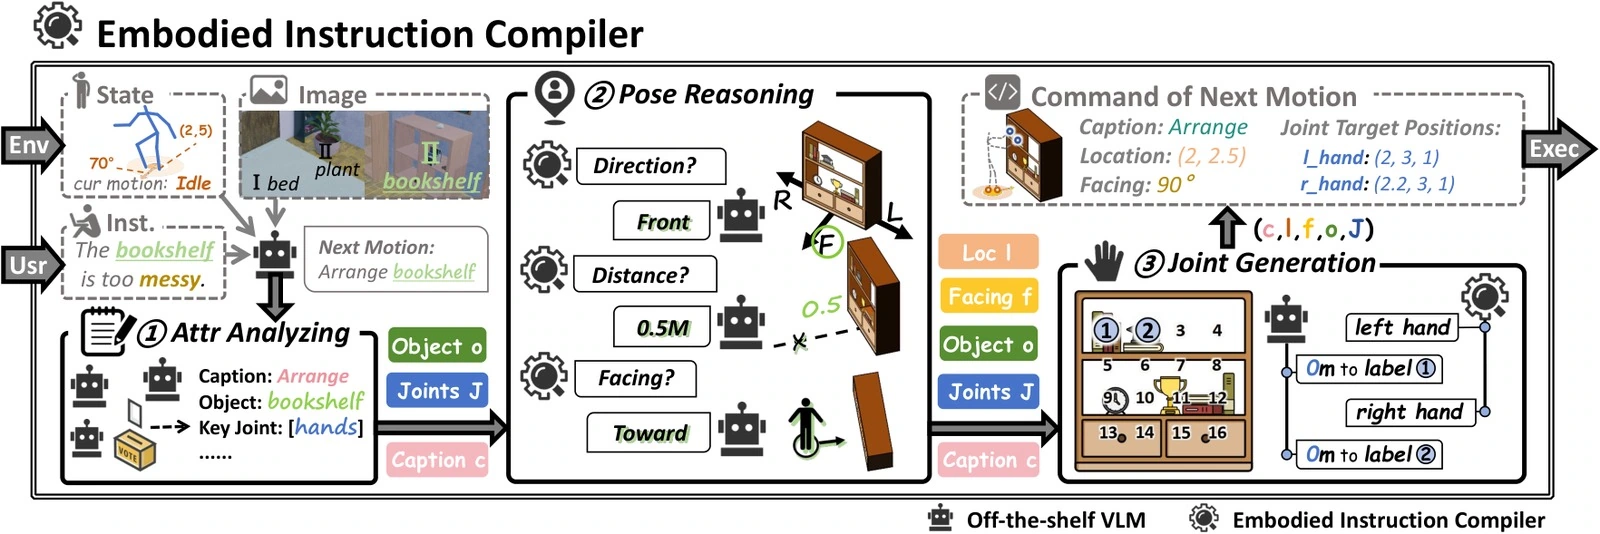 Embodied Instruction Compiler
Env
State
(2,5)
70°
cur motion: Idle
Image
I bed
II plant
II bookshelf
Usr
Inst.
The bookshelf
is too messy.
Next Motion:
Arrange bookshelf
① Attr Analyzing
Caption: Arrange
Object: bookshelf
Key Joint: [hands]
......
VOTE
Object o
Joints J
Caption c
② Pose Reasoning
Direction?
Front
R
L
F
Distance?
0.5M
0.5
Facing?
Toward
Loc l
Facing f
Object o
Joints J
Caption c
Command of Next Motion
Caption: Arrange
Location: (2, 2.5)
Facing: 90°
Joint Target Positions:
l_hand: (2, 3, 1)
r_hand: (2.2, 3, 1)
Exec
(c,l,f,o,J)
③ Joint Generation
1 2 3 4
5 6 7 8
9 10 11 12
13 14 15 16
left hand
0m to label ①
right hand
0m to label ②
Off-the-shelf VLM
Embodied Instruction Compiler